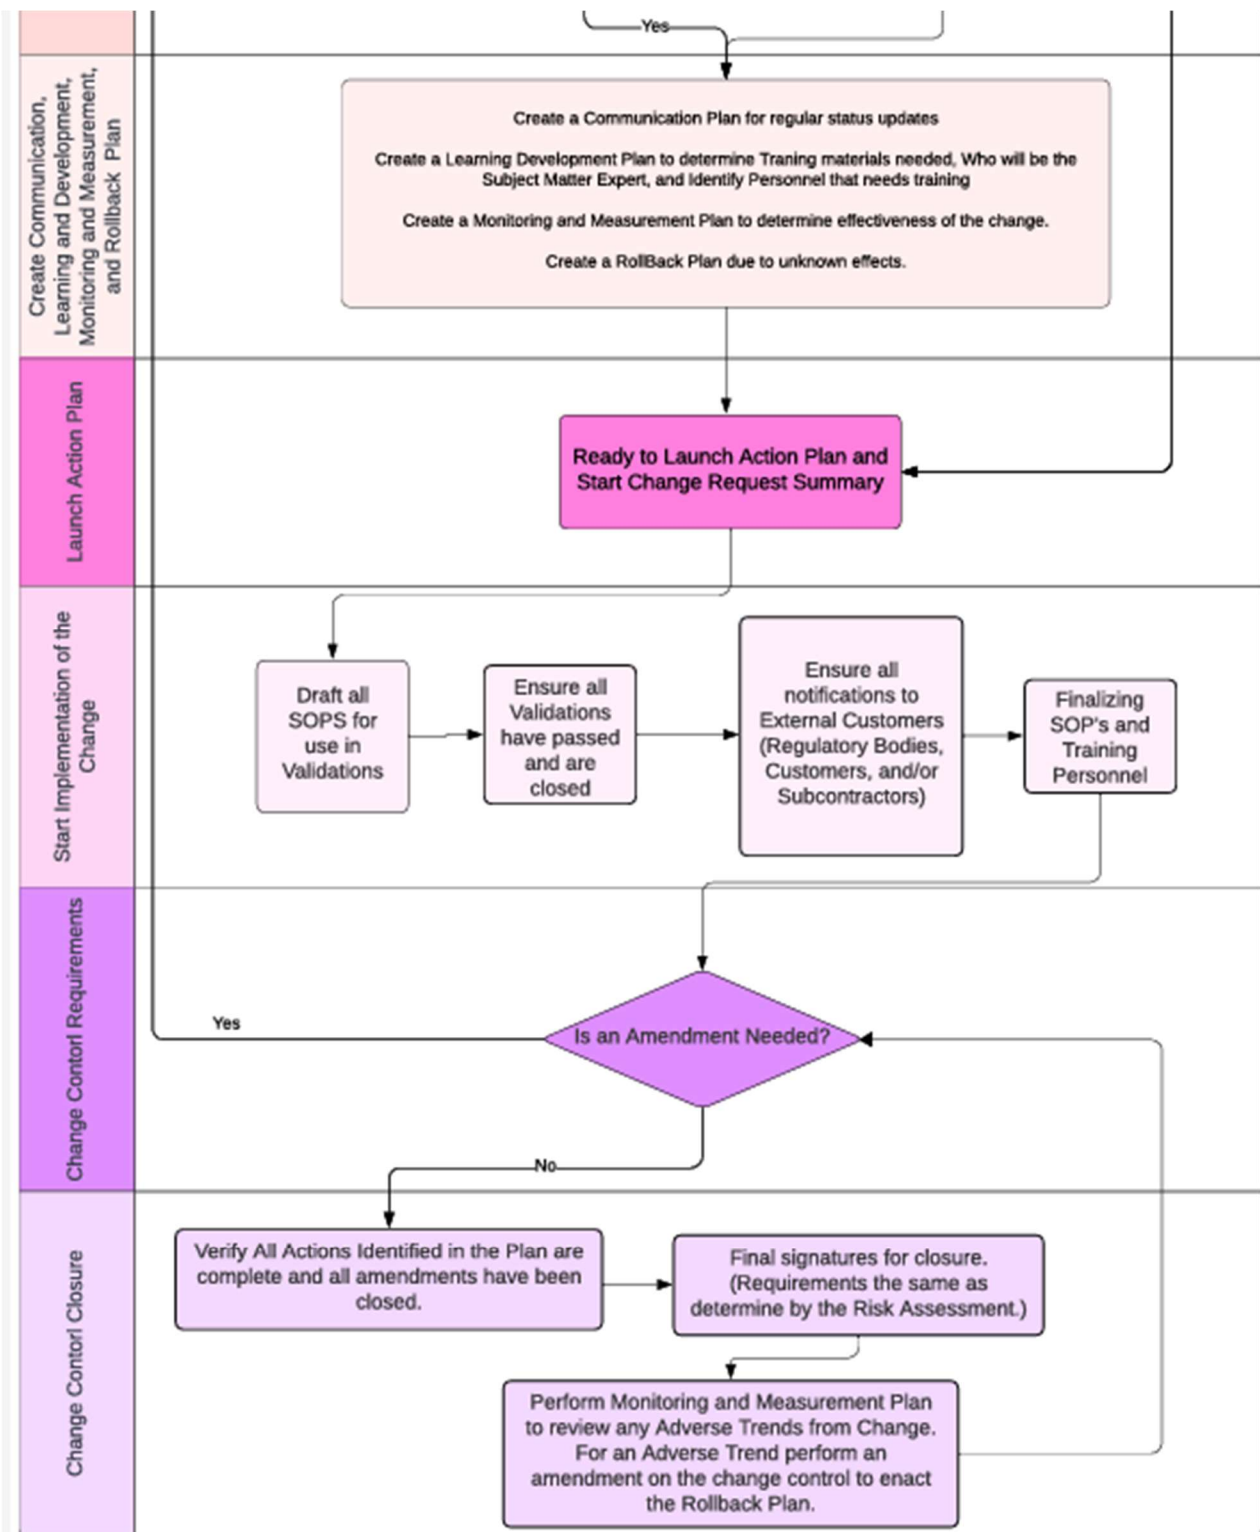 Yes
Create Communication,
Learning and Development,
Monitoring and Measurement,
and Rollback Plan
Create a Communication Plan for regular status updates
Create a Learning Development Plan to determine Traning materials needed, Who will be the
Subject Matter Expert, and Identify Personnel that needs training
Create a Monitoring and Measurement Plan to determine effectiveness of the change.
Create a RollBack Plan due to unknown effects.
Launch Action Plan
Ready to Launch Action Plan and
Start Change Request Summary
Start Implementation of the
Change
Draft all
SOPS for
use in
Validations
Ensure all
Validations
have passed
and are
closed
Ensure all
notifications to
External Customers
(Regulatory Bodies,
Customers, and/or
Subcontractors)
Finalizing
SOP's and
Training
Personnel
Change Contorl Requirements
Is an Amendment Needed?
Yes
No
Change Contorl Closure
Verify All Actions Identified in the Plan are
complete and all amendments have been
closed.
Final signatures for closure.
(Requirements the same as
determine by the Risk Assessment.)
Perform Monitoring and Measurement Plan
to review any Adverse Trends from Change.
For an Adverse Trend perform an
amendment on the change control to enact
the Rollback Plan.